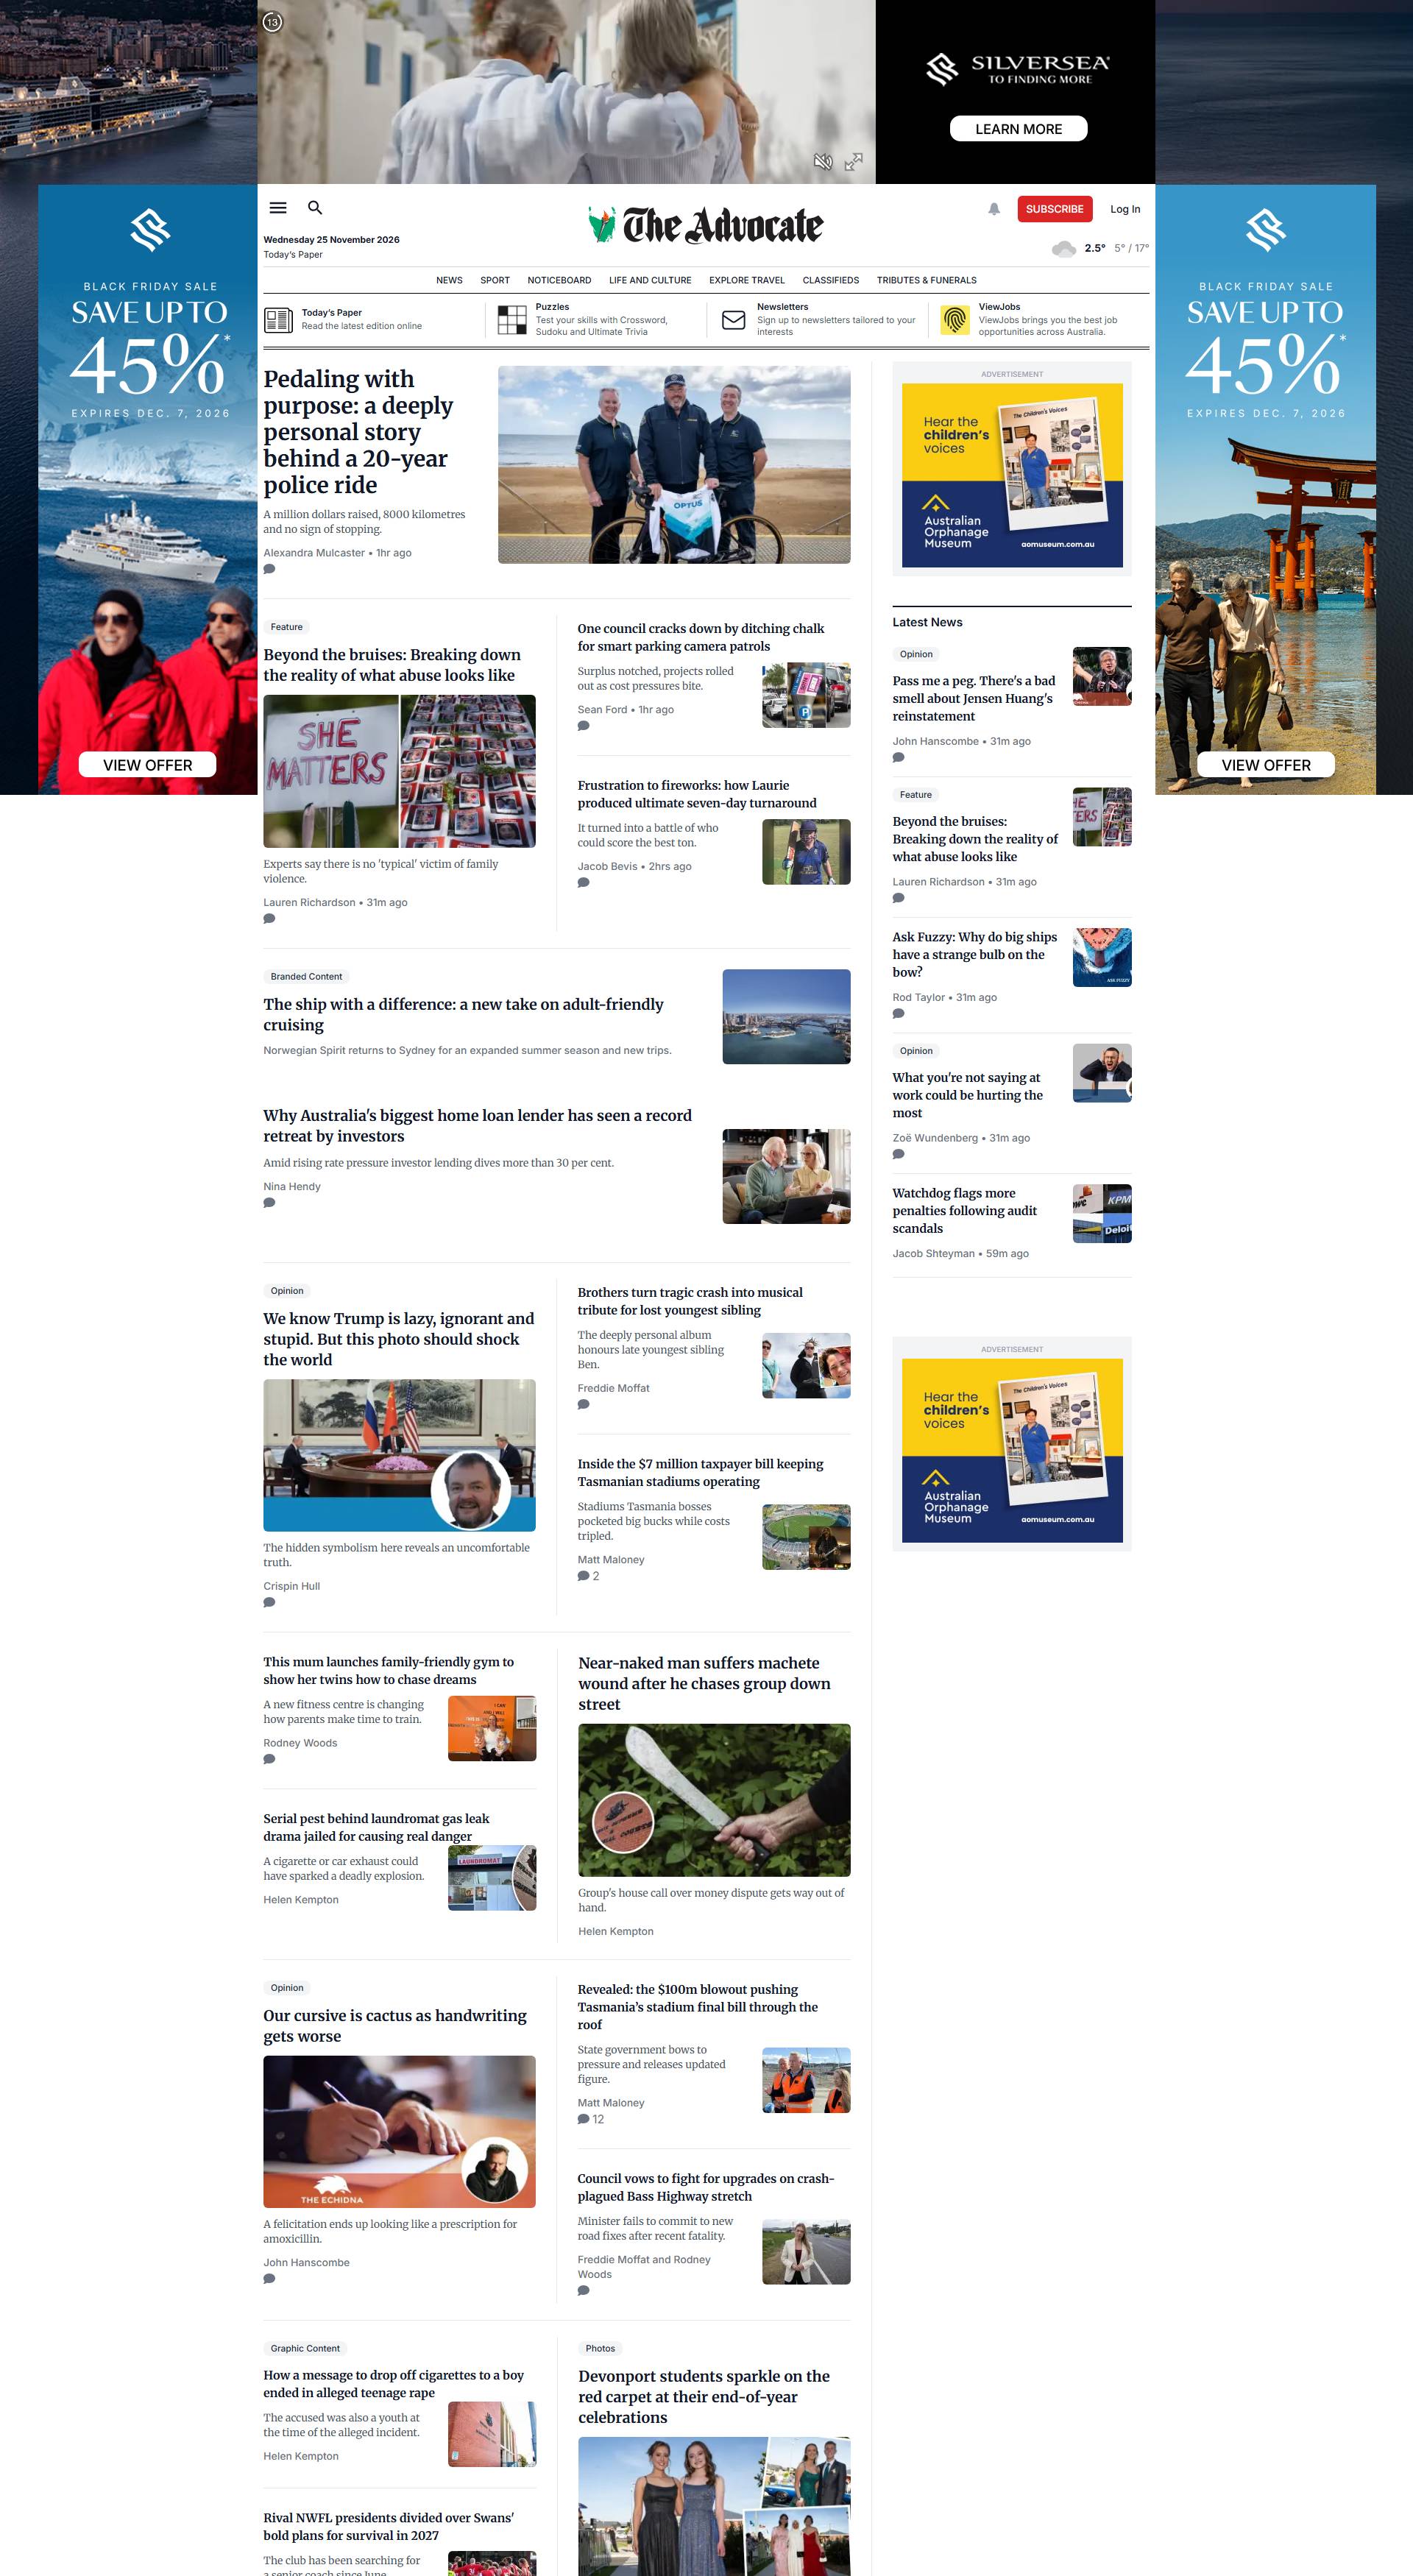 13
SILVERSEA
TO FINDING MORE
LEARN MORE
BLACK FRIDAY SALE
SAVE UP TO
45%*
EXPIRES DEC. 7, 2026
VIEW OFFER
The Advocate
SUBSCRIBE
Log In
Wednesday 25 November 2026
Today's Paper
2.5° 5° / 17°
NEWS SPORT NOTICEBOARD LIFE AND CULTURE EXPLORE TRAVEL CLASSIFIEDS TRIBUTES & FUNERALS
Today's Paper
Read the latest edition online
Puzzles
Test your skills with Crossword,
Sudoku and Ultimate Trivia
Newsletters
Sign up to newsletters tailored to your
interests
ViewJobs
ViewJobs brings you the best job
opportunities across Australia.
Pedaling with
purpose: a deeply
personal story
behind a 20-year
police ride
A million dollars raised, 8000 kilometres
and no sign of stopping.
Alexandra Mulcaster • 1hr ago
OPTUS
Feature
Beyond the bruises: Breaking down
the reality of what abuse looks like
SHE
MATTERS
Experts say there is no 'typical' victim of family
violence.
Lauren Richardson • 31m ago
One council cracks down by ditching chalk
for smart parking camera patrols
Surplus notched, projects rolled
out as cost pressures bite.
Sean Ford • 1hr ago
P
Frustration to fireworks: how Laurie
produced ultimate seven-day turnaround
It turned into a battle of who
could score the best ton.
Jacob Bevis • 2hrs ago
Branded Content
The ship with a difference: a new take on adult-friendly
cruising
Norwegian Spirit returns to Sydney for an expanded summer season and new trips.
Why Australia's biggest home loan lender has seen a record
retreat by investors
Amid rising rate pressure investor lending dives more than 30 per cent.
Nina Hendy
Opinion
We know Trump is lazy, ignorant and
stupid. But this photo should shock
the world
The hidden symbolism here reveals an uncomfortable
truth.
Crispin Hull
Brothers turn tragic crash into musical
tribute for lost youngest sibling
The deeply personal album
honours late youngest sibling
Ben.
Freddie Moffat
Inside the $7 million taxpayer bill keeping
Tasmanian stadiums operating
Stadiums Tasmania bosses
pocketed big bucks while costs
tripled.
Matt Maloney
2
This mum launches family-friendly gym to
show her twins how to chase dreams
A new fitness centre is changing
how parents make time to train.
Rodney Woods
Serial pest behind laundromat gas leak
drama jailed for causing real danger
A cigarette or car exhaust could
have sparked a deadly explosion.
Helen Kempton
LAUNDROMAT
Near-naked man suffers machete
wound after he chases group down
street
Group's house call over money dispute gets way out of
hand.
Helen Kempton
Opinion
Our cursive is cactus as handwriting
gets worse
THE ECHIDNA
A felicitation ends up looking like a prescription for
amoxicillin.
John Hanscombe
Revealed: the $100m blowout pushing
Tasmania's stadium final bill through the
roof
State government bows to
pressure and releases updated
figure.
Matt Maloney
12
Council vows to fight for upgrades on crash-
plagued Bass Highway stretch
Minister fails to commit to new
road fixes after recent fatality.
Freddie Moffat and Rodney
Woods
Graphic Content
How a message to drop off cigarettes to a boy
ended in alleged teenage rape
The accused was also a youth at
the time of the alleged incident.
Helen Kempton
Rival NWFL presidents divided over Swans'
bold plans for survival in 2027
The club has been searching for
a senior coach since June.
Photos
Devonport students sparkle on the
red carpet at their end-of-year
celebrations
ADVERTISEMENT
Hear the
children's
voices
The Children's Voices
Australian
Orphanage
Museum
aomuseum.com.au
Latest News
Opinion
Pass me a peg. There's a bad
smell about Jensen Huang's
reinstatement
John Hanscombe • 31m ago
Feature
Beyond the bruises:
Breaking down the reality of
what abuse looks like
Lauren Richardson • 31m ago
Ask Fuzzy: Why do big ships
have a strange bulb on the
bow?
Rod Taylor • 31m ago
ASK FUZZY
Opinion
What you're not saying at
work could be hurting the
most
Zoë Wundenberg • 31m ago
Watchdog flags more
penalties following audit
scandals
Jacob Shteyman • 59m ago
pwc
KPM
Deloit
ADVERTISEMENT
Hear the
children's
voices
The Children's Voices
Australian
Orphanage
Museum
aomuseum.com.au
BLACK FRIDAY SALE
SAVE UP TO
45%*
EXPIRES DEC. 7, 2026
VIEW OFFER